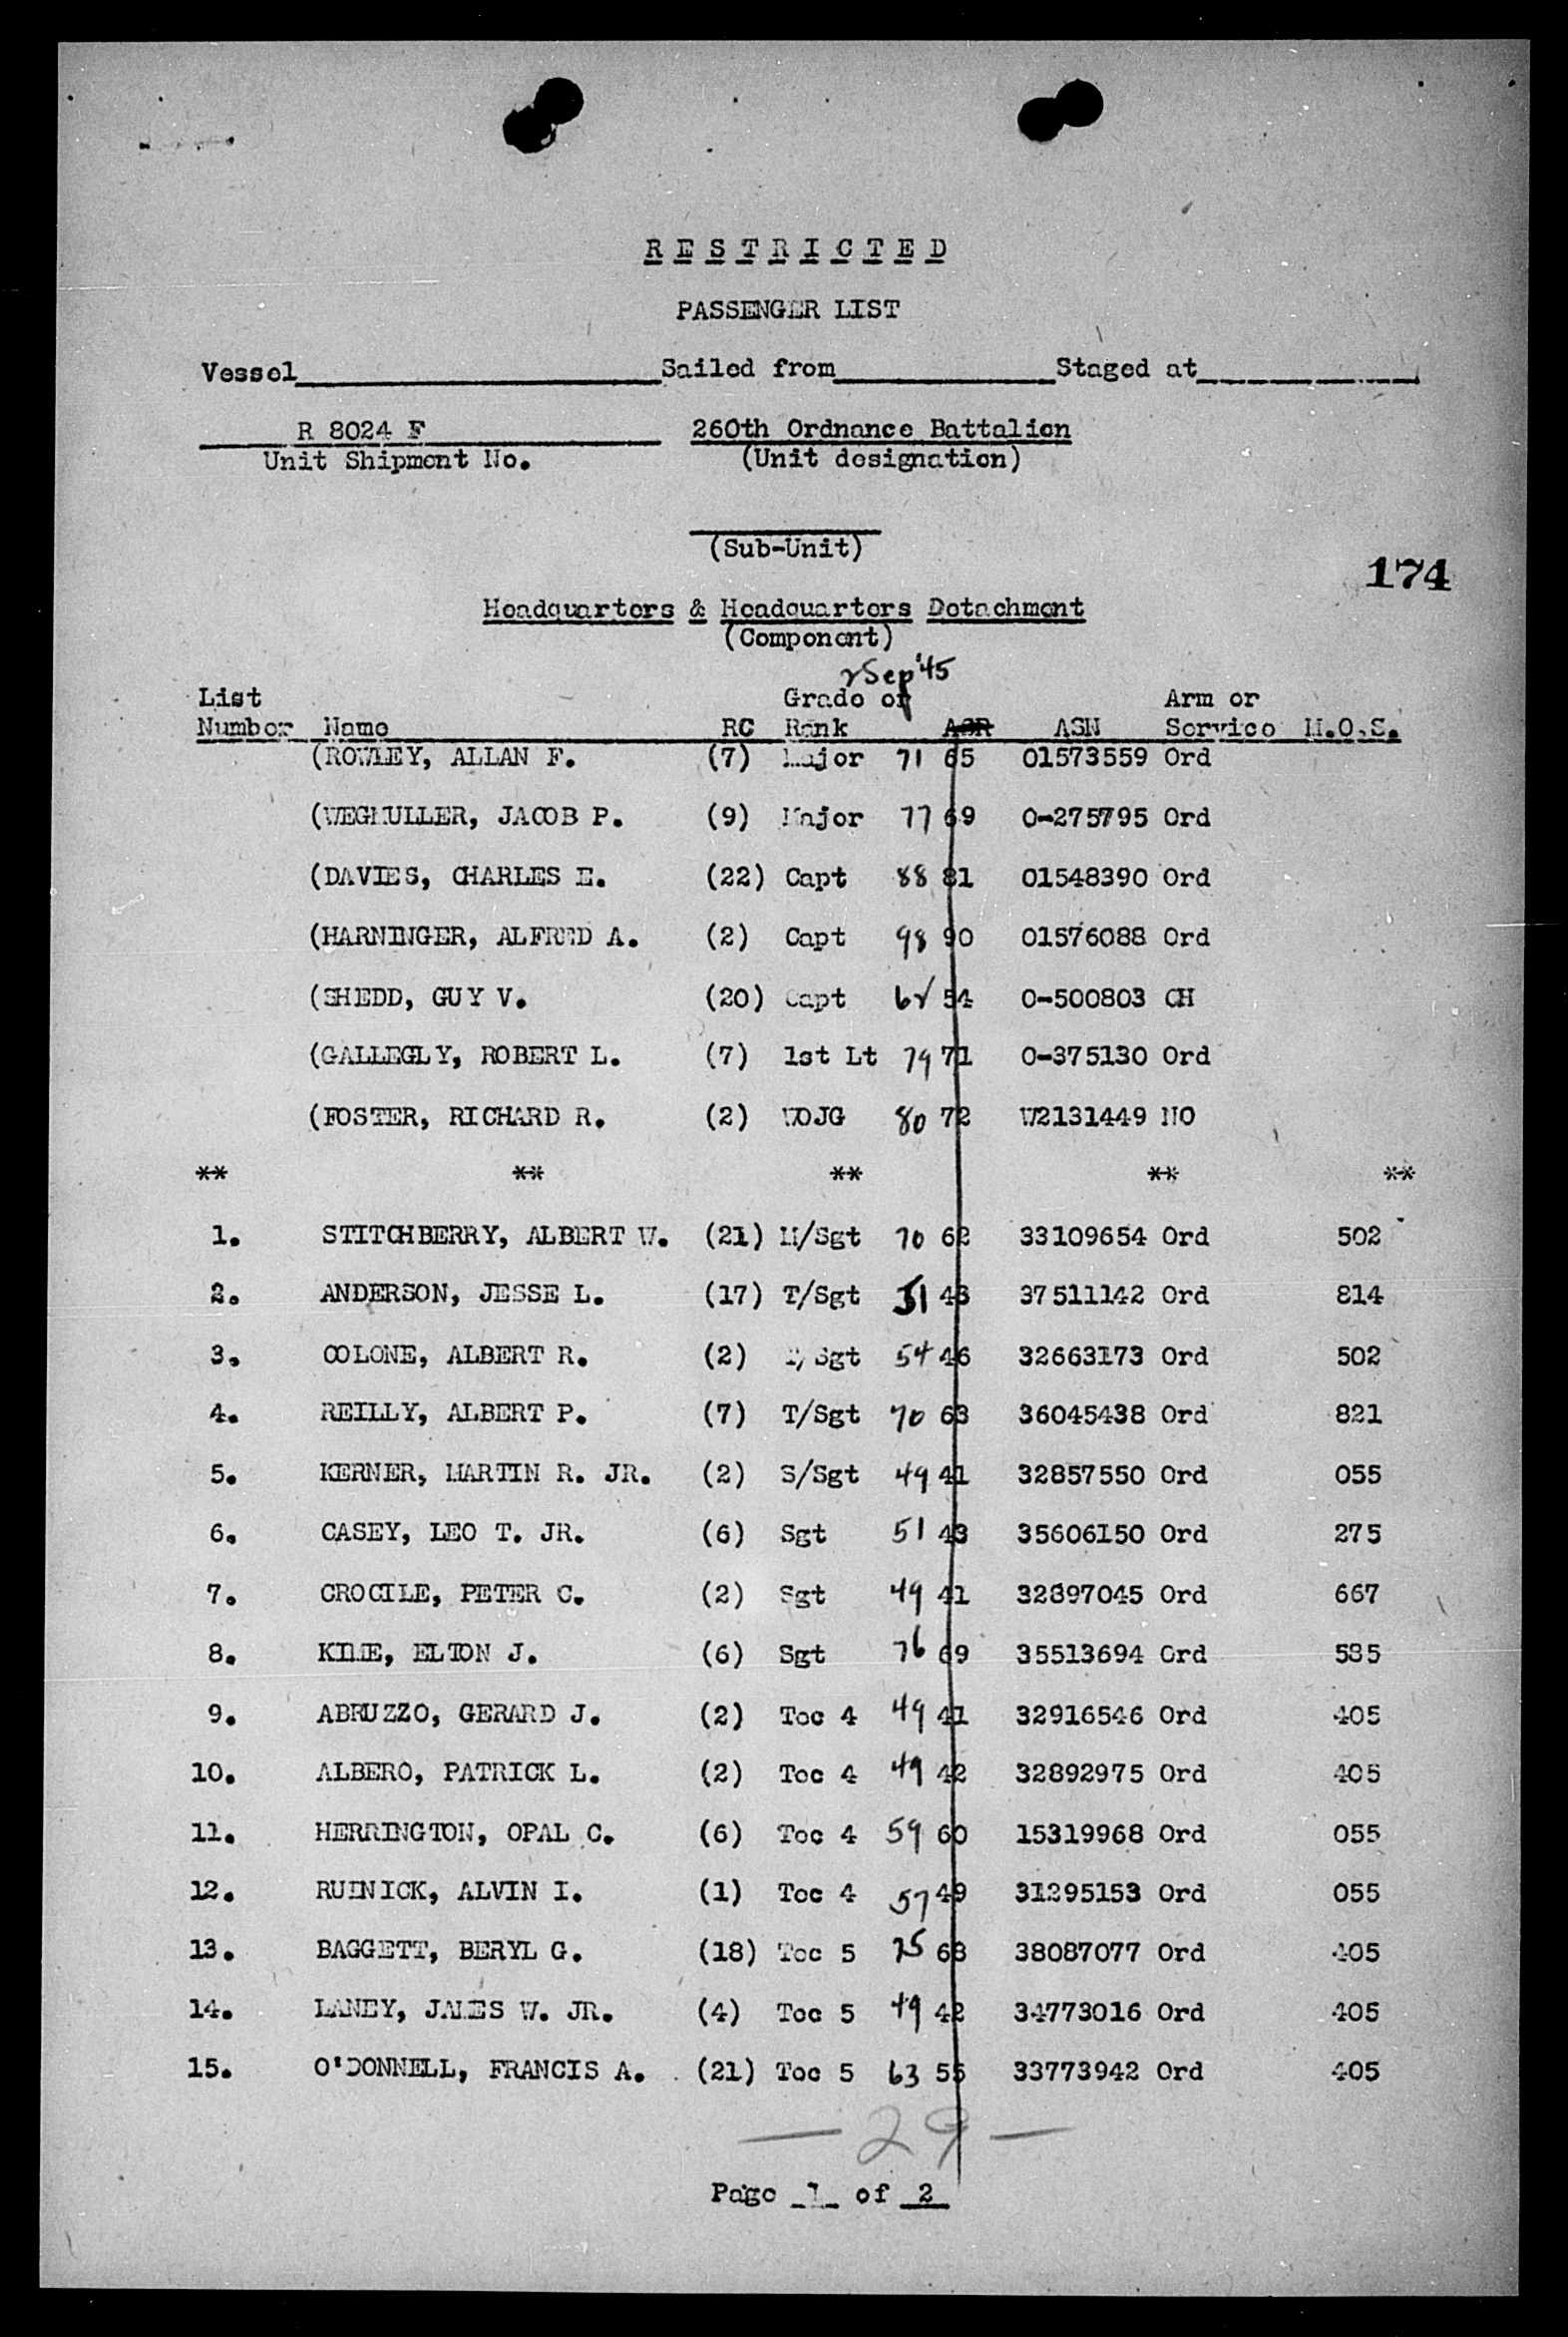 RESTRICTED
PASSENGER LIST
Vessel Sailed from Staged at
R 8024 F 260th Ordnance Battalion
Unit Shipment No. (Unit designation)
(Sub-Unit)
174
Headquarters & Headquarters Detachment
(Component)
2 Sep '45
List Grade or Arm or
Number Name RC Rank ASR ASN Service M.O.S.
(ROWLEY, ALLAN F. (7) Major 71 65 01573559 Ord
(WEGMULLER, JACOB P. (9) Major 77 69 0-275795 Ord
(DAVIES, CHARLES E. (22) Capt 88 81 01548390 Ord
(HARNINGER, ALFRED A. (2) Capt 98 90 01576088 Ord
(SHEDD, GUY V. (20) Capt 62 54 0-500803 CH
(GALLEGLY, ROBERT L. (7) 1st Lt 79 71 0-375130 Ord
(FOSTER, RICHARD R. (2) WOJG 80 72 W2131449 NO
** ** ** ** **
1. STITCHBERRY, ALBERT W. (21) M/Sgt 70 62 33109654 Ord 502
2. ANDERSON, JESSE L. (17) T/Sgt 51 43 37511142 Ord 814
3. COLONE, ALBERT R. (2) T/Sgt 54 46 32663173 Ord 502
4. REILLY, ALBERT P. (7) T/Sgt 70 63 36045438 Ord 821
5. KERNER, MARTIN R. JR. (2) S/Sgt 49 41 32857550 Ord 055
6. CASEY, LEO T. JR. (6) Sgt 51 43 35606150 Ord 275
7. CROCILE, PETER C. (2) Sgt 49 41 32897045 Ord 667
8. KIME, ELTON J. (6) Sgt 76 69 35513694 Ord 585
9. ABRUZZO, GERARD J. (2) Tec 4 49 41 32916546 Ord 405
10. ALBERO, PATRICK L. (2) Tec 4 49 42 32892975 Ord 405
11. HERRINGTON, OPAL C. (6) Tec 4 59 60 15319968 Ord 055
12. RUDNICK, ALVIN I. (1) Tec 4 57 49 31295153 Ord 055
13. BAGGETT, BERYL G. (18) Tec 5 75 68 38087077 Ord 405
14. LANEY, JAMES W. JR. (4) Tec 5 49 42 34773016 Ord 405
15. O'DONNELL, FRANCIS A. (21) Tec 5 63 55 33773942 Ord 405
— 29 —
Page 1 of 2